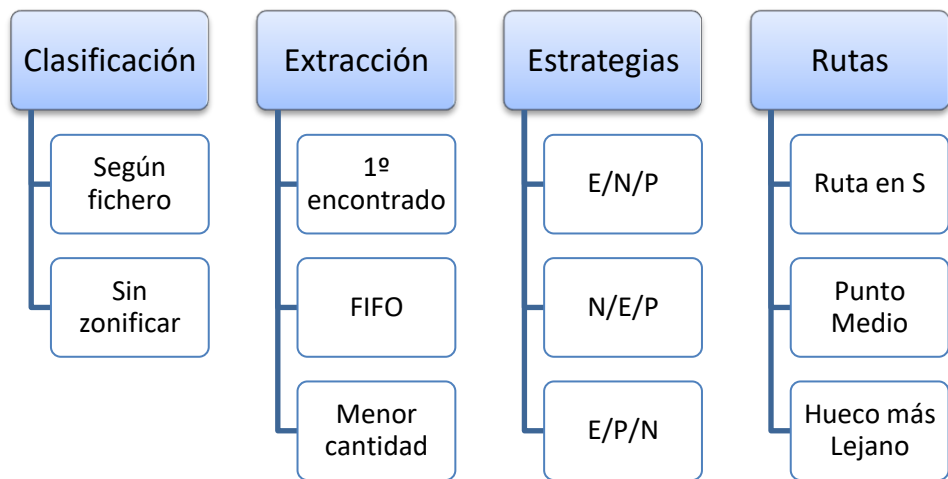 Clasificación
Según
fichero
Sin
zonificar
Extracción
1º
encontrado
FIFO
Menor
cantidad
Estrategias
E/N/P
N/E/P
E/P/N
Rutas
Ruta en S
Punto
Medio
Hueco más
Lejano